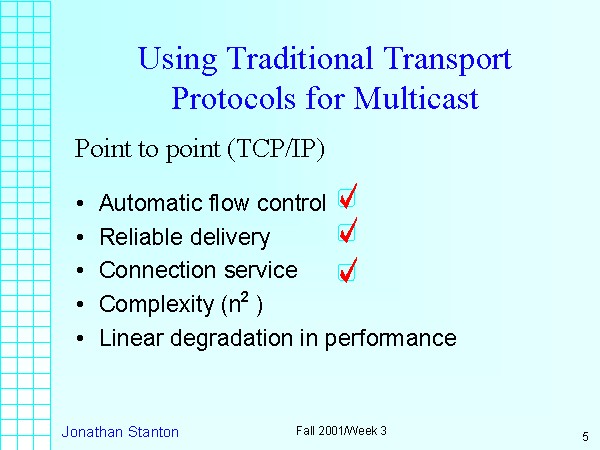 Using Traditional Transport
Protocols for Multicast
Point to point (TCP/IP)
• Automatic flow control
• Reliable delivery
• Connection service
• Complexity (n² )
• Linear degradation in performance
Jonathan Stanton
Fall 2001/Week 3
5